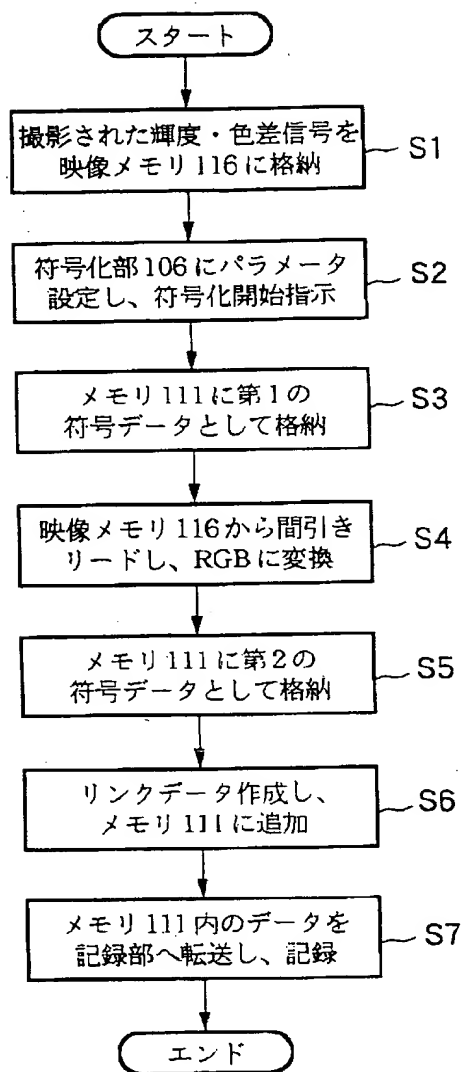 スタート
撮影された輝度・色差信号を
映像メモリ116に格納
S1
符号化部106にパラメータ
設定し、符号化開始指示
S2
メモリ111に第1の
符号データとして格納
S3
映像メモリ116から間引き
リードし、RGBに変換
S4
メモリ111に第2の
符号データとして格納
S5
リンクデータ作成し、
メモリ111に追加
S6
メモリ111内のデータを
記録部へ転送し、記録
S7
エンド